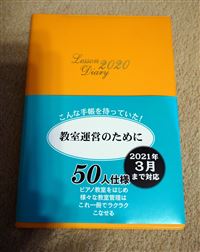 Lesson 2020
Diary
こんな手帳を待っていた!
教室運営のために
50人仕様
2021年
3月
まで対応
ピアノ教室をはじめ
様々な教室管理は
これ一冊でラクラク
こなせる